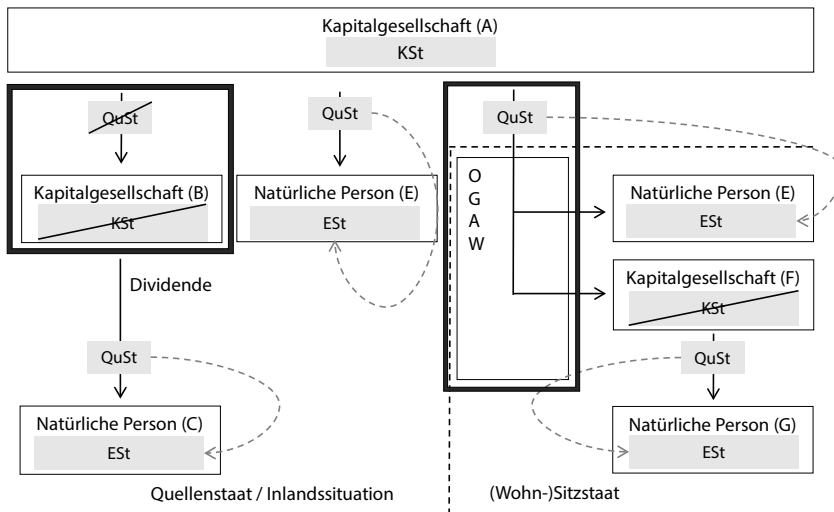 Kapitalgesellschaft (A)
KSt
QuSt
QuSt
QuSt
Kapitalgesellschaft (B)
KSt
Natürliche Person (E)
ESt
O
G
A
W
Natürliche Person (E)
ESt
Kapitalgesellschaft (F)
KSt
Dividende
QuSt
QuSt
Natürliche Person (C)
ESt
Natürliche Person (G)
ESt
Quellenstaat / Inlandssituation
(Wohn-)Sitzstaat